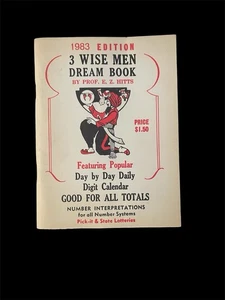 1983 EDITION
3 WISE MEN
DREAM BOOK
BY PROF. E. Z. HITTS
PRICE
$1.50
Featuring Popular
Day by Day Daily
Digit Calendar
GOOD FOR ALL TOTALS
NUMBER INTERPRETATIONS
for all Number Systems
Pick-it & State Lotteries